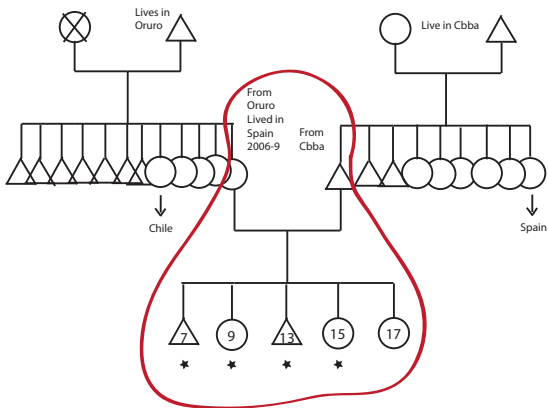 Lives in
Oruro
Live in Cbba
From
Oruro
Lived in
Spain
2006-9
From
Cbba
Chile
Spain
7
9
13
15
17